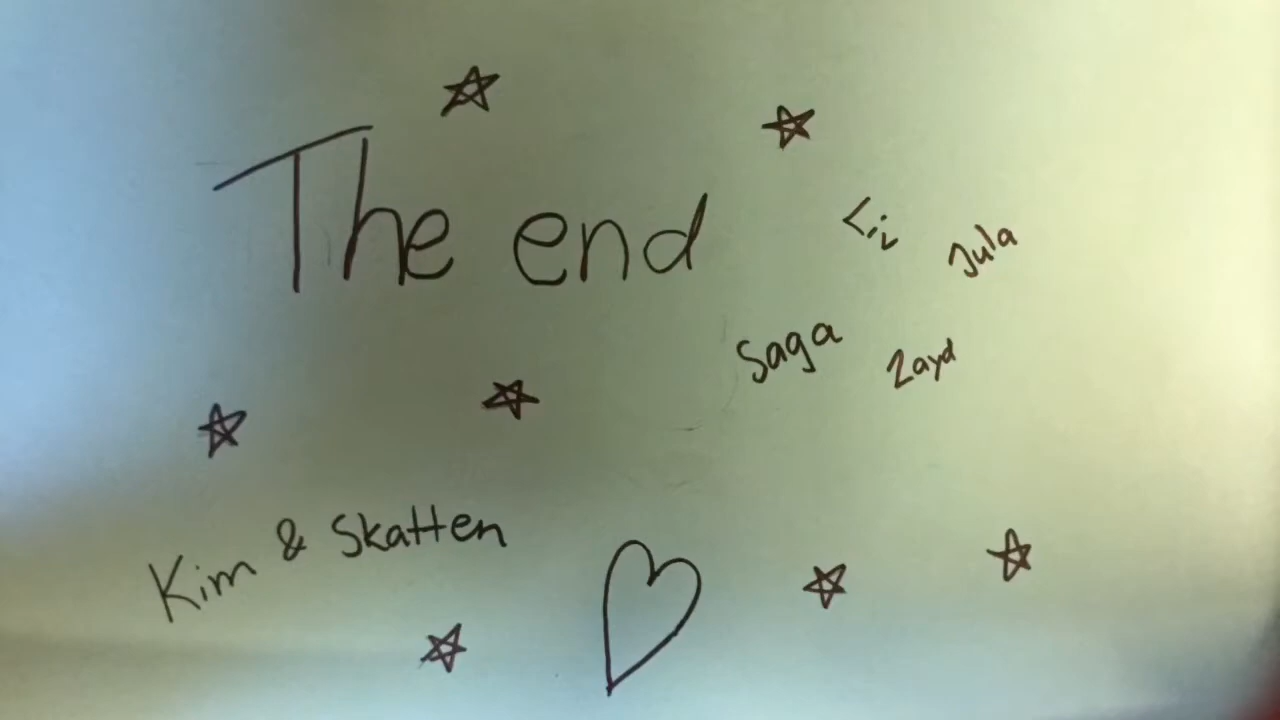 The end
Liv
Jula
Saga
Zayd
Kim & Skatten